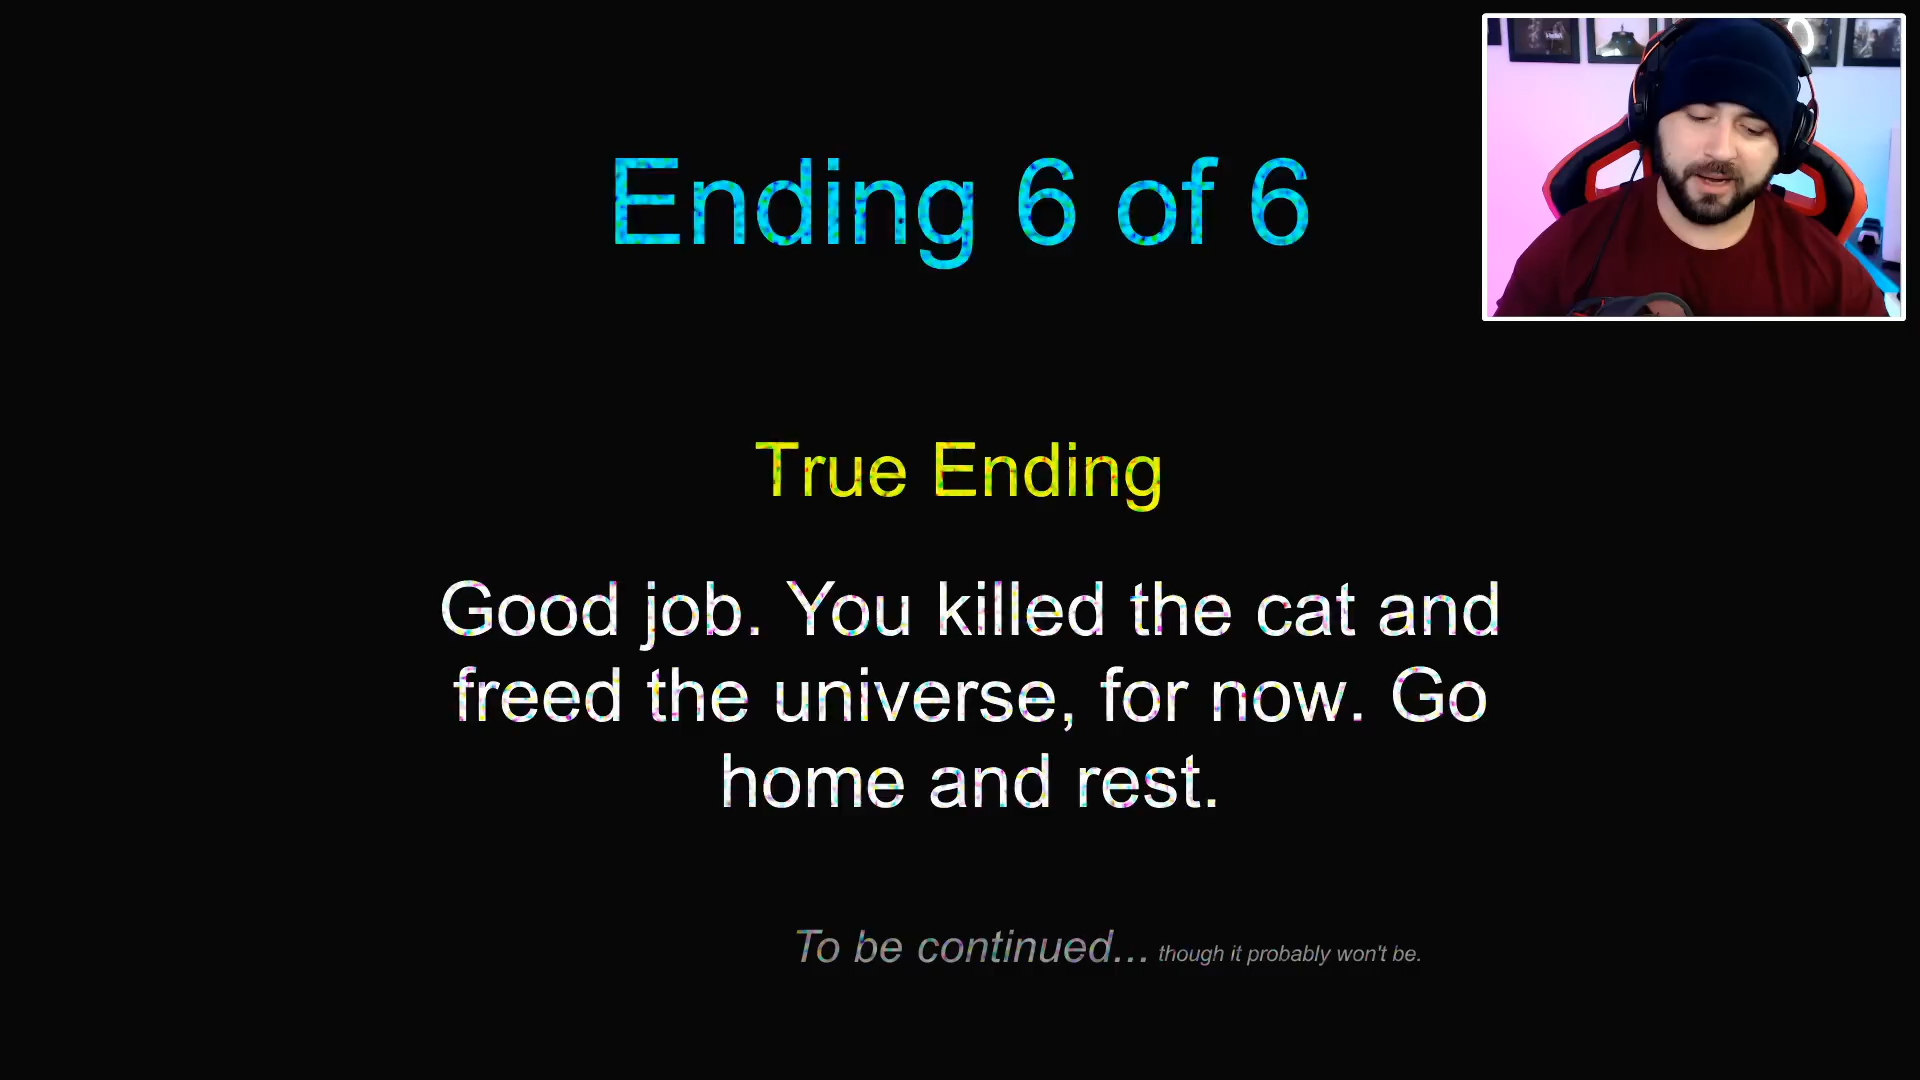 Ending 6 of 6
True Ending
Good job. You killed the cat and
freed the universe, for now. Go
home and rest.
To be continued... though it probably won't be.